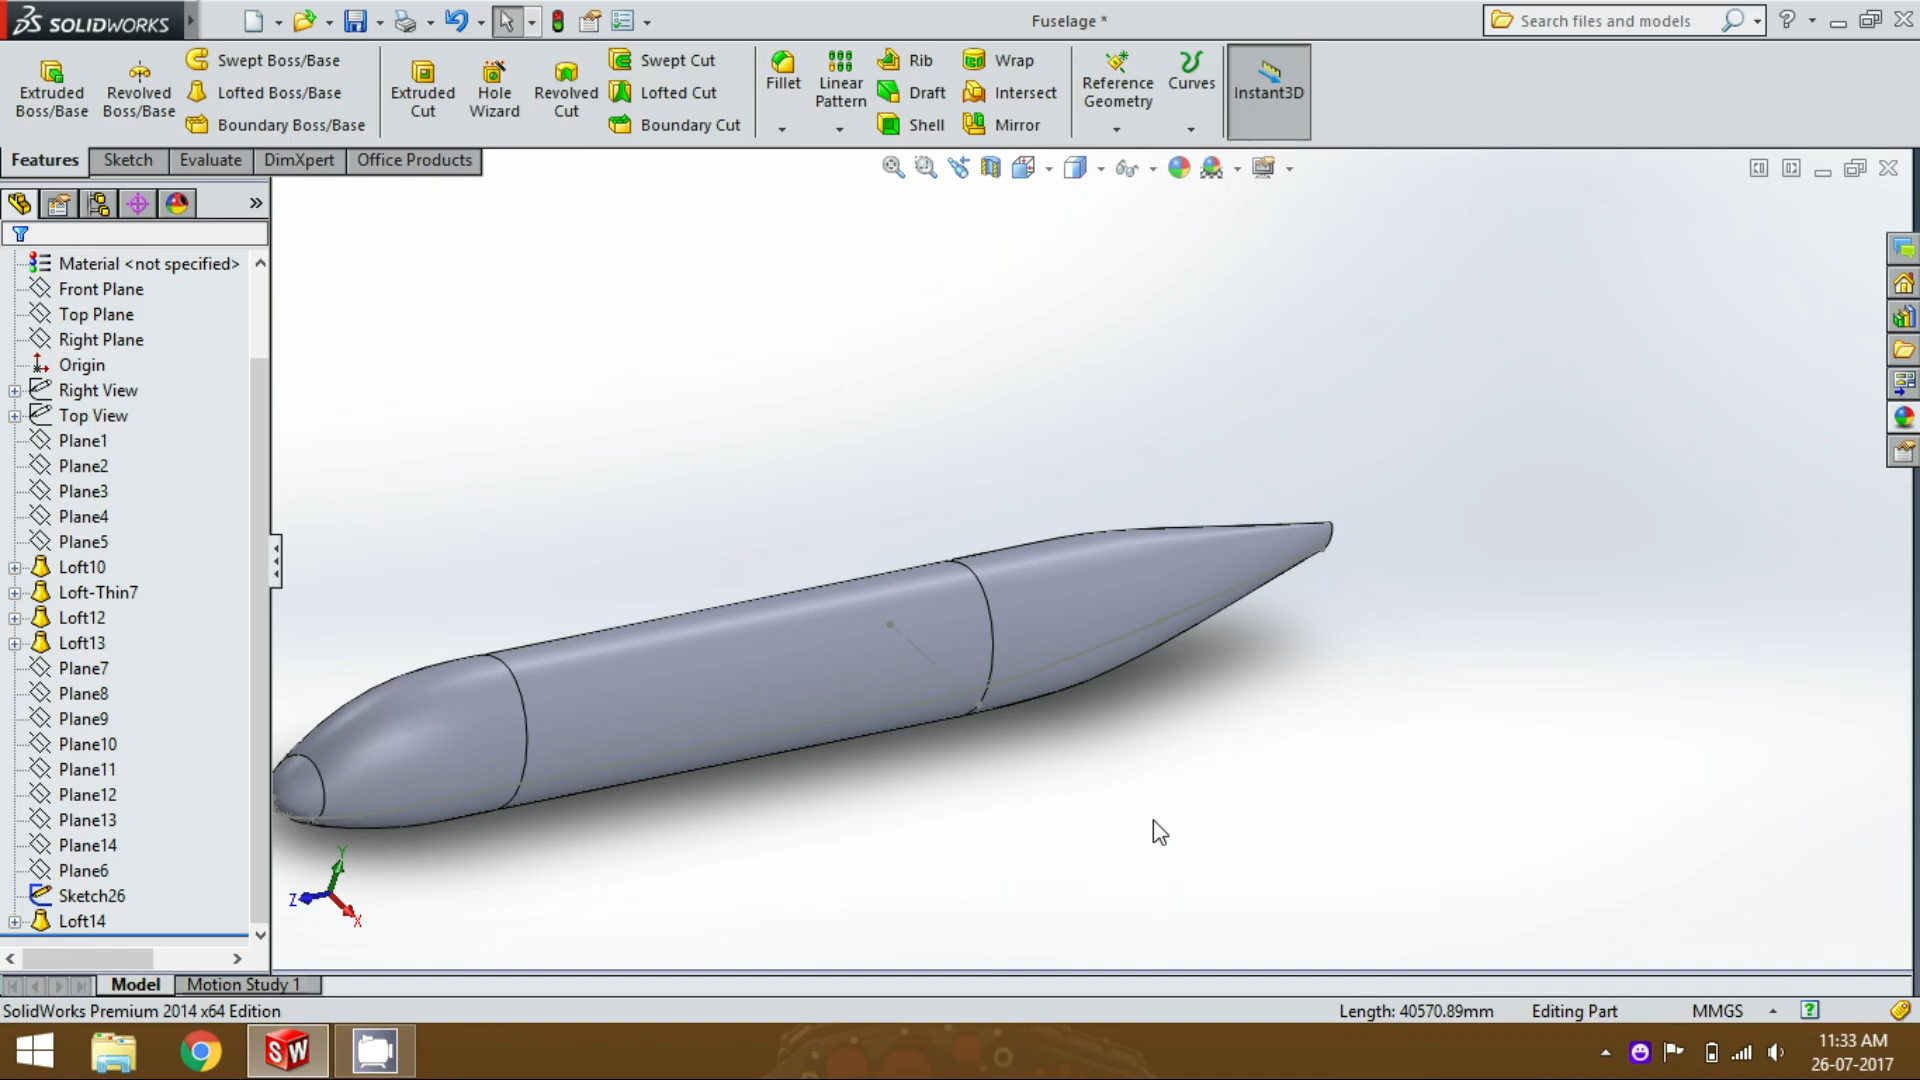 SOLIDWORKS
Fuselage *
Search files and models
Extruded Boss/Base
Revolved Boss/Base
Swept Boss/Base
Lofted Boss/Base
Boundary Boss/Base
Extruded Cut
Hole Wizard
Revolved Cut
Swept Cut
Lofted Cut
Boundary Cut
Fillet
Linear Pattern
Rib
Draft
Shell
Wrap
Intersect
Mirror
Reference Geometry
Curves
Instant3D
Features
Sketch
Evaluate
DimXpert
Office Products
Material <not specified>
Front Plane
Top Plane
Right Plane
Origin
Right View
Top View
Plane1
Plane2
Plane3
Plane4
Plane5
Loft10
Loft-Thin7
Loft12
Loft13
Plane7
Plane8
Plane9
Plane10
Plane11
Plane12
Plane13
Plane14
Plane6
Sketch26
Loft14
Y
Z
X
Model
Motion Study 1
SolidWorks Premium 2014 x64 Edition
Length: 40570.89mm
Editing Part
MMGS
SW
11:33 AM
26-07-2017